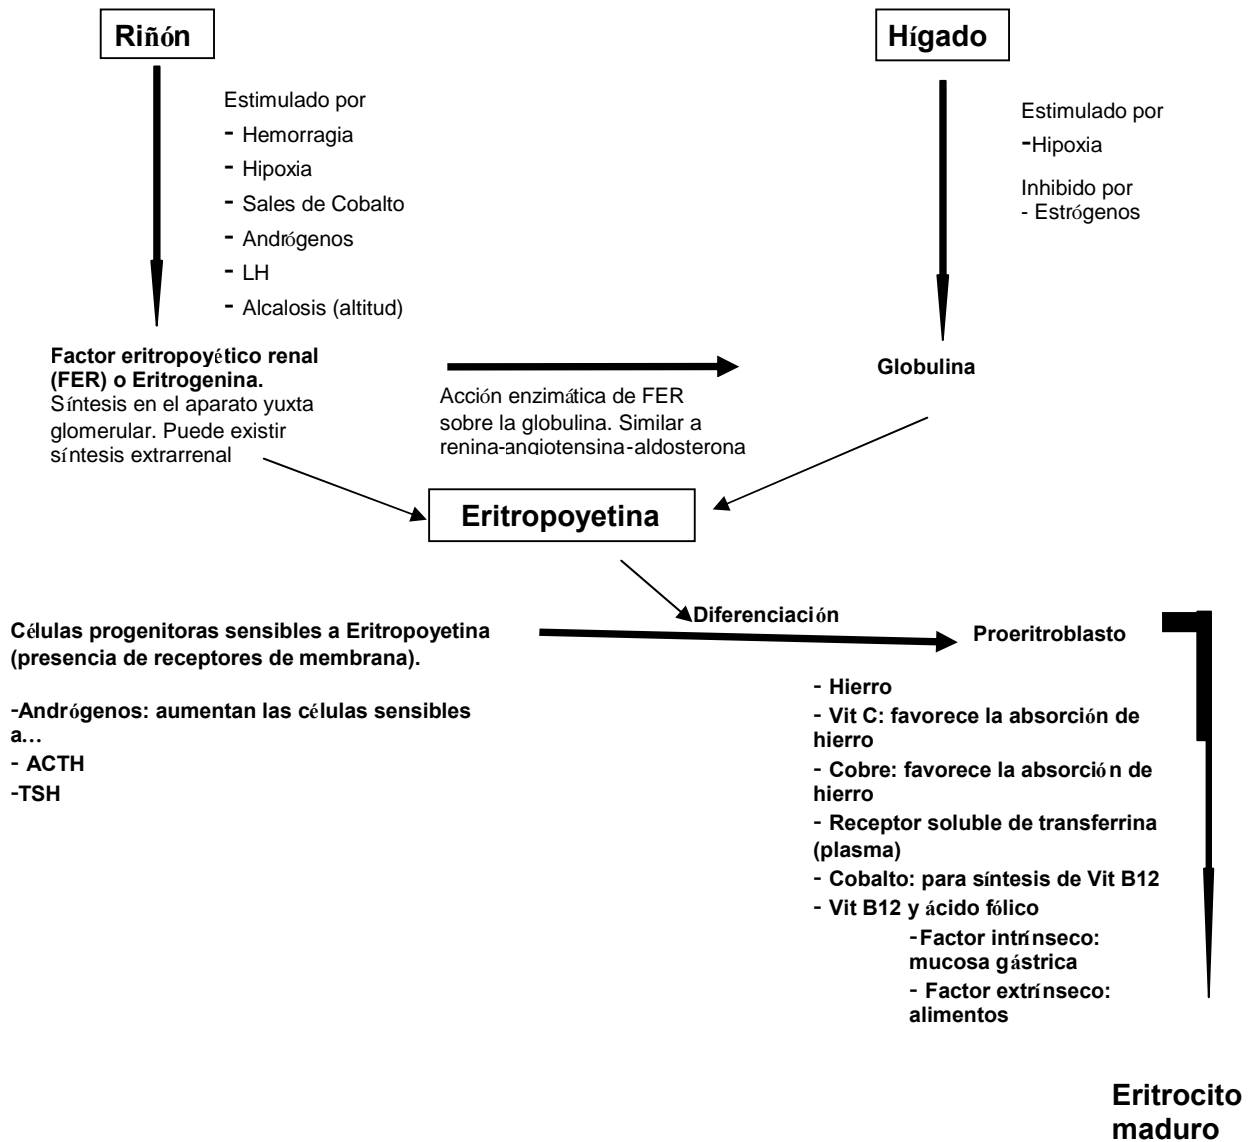 Riñón
Hígado
Estimulado por
- Hemorragia
- Hipoxia
- Sales de Cobalto
- Andrógenos
- LH
- Alcalosis (altitud)
Estimulado por
-Hipoxia
Inhibido por
- Estrógenos
Factor eritropoyético renal
(FER) o Eritrogenina.
Síntesis en el aparato yuxta
glomerular. Puede existir
síntesis extrarrenal
Acción enzimática de FER
sobre la globulina. Similar a
renina-angiotensina-aldosterona
Globulina
Eritropoyetina
Diferenciación
Células progenitoras sensibles a Eritropoyetina
(presencia de receptores de membrana).
-Andrógenos: aumentan las células sensibles
a...
- ACTH
-TSH
Proeritroblasto
- Hierro
- Vit C: favorece la absorción de
hierro
- Cobre: favorece la absorción de
hierro
- Receptor soluble de transferrina
(plasma)
- Cobalto: para síntesis de Vit B12
- Vit B12 y ácido fólico
-Factor intrínseco:
mucosa gástrica
- Factor extrínseco:
alimentos
Eritrocito
maduro